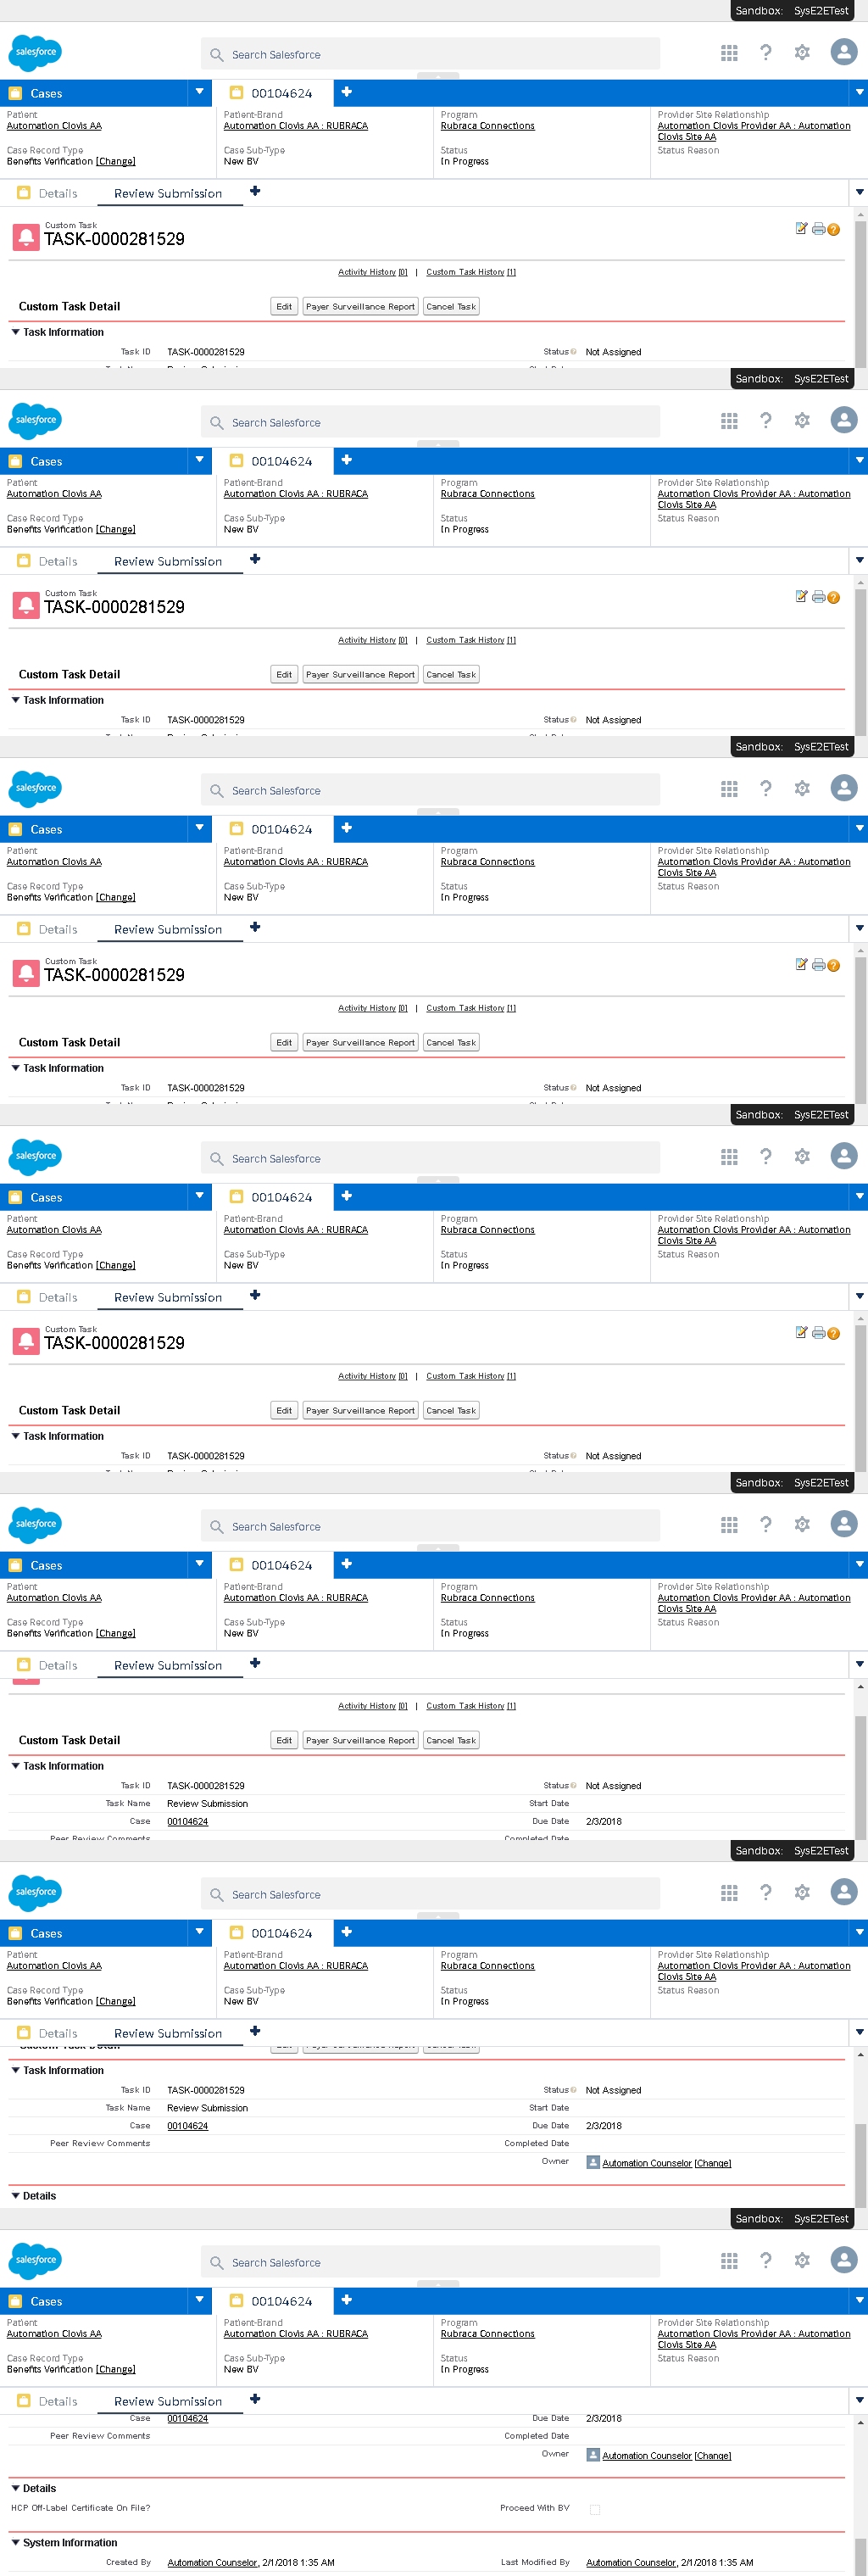 Sandbox: SysE2ETest
salesforce
Search Salesforce
Cases 00104624
Patient Patient-Brand Program Provider Site Relationship
Automation Clovis AA Automation Clovis AA : RUBRACA Rubraca Connections Automation Clovis Provider AA : Automation
Clovis Site AA
Case Record Type Case Sub-Type Status Status Reason
Benefits Verification [Change] New BV In Progress
Details Review Submission
Custom Task
TASK-0000281529
Activity History [0] | Custom Task History [1]
Custom Task Detail Edit Payer Surveillance Report Cancel Task
Task Information
Task ID TASK-0000281529 Status Not Assigned
Sandbox: SysE2ETest
salesforce
Search Salesforce
Cases 00104624
Patient Patient-Brand Program Provider Site Relationship
Automation Clovis AA Automation Clovis AA : RUBRACA Rubraca Connections Automation Clovis Provider AA : Automation
Clovis Site AA
Case Record Type Case Sub-Type Status Status Reason
Benefits Verification [Change] New BV In Progress
Details Review Submission
Custom Task
TASK-0000281529
Activity History [0] | Custom Task History [1]
Custom Task Detail Edit Payer Surveillance Report Cancel Task
Task Information
Task ID TASK-0000281529 Status Not Assigned
Sandbox: SysE2ETest
salesforce
Search Salesforce
Cases 00104624
Patient Patient-Brand Program Provider Site Relationship
Automation Clovis AA Automation Clovis AA : RUBRACA Rubraca Connections Automation Clovis Provider AA : Automation
Clovis Site AA
Case Record Type Case Sub-Type Status Status Reason
Benefits Verification [Change] New BV In Progress
Details Review Submission
Custom Task
TASK-0000281529
Activity History [0] | Custom Task History [1]
Custom Task Detail Edit Payer Surveillance Report Cancel Task
Task Information
Task ID TASK-0000281529 Status Not Assigned
Sandbox: SysE2ETest
salesforce
Search Salesforce
Cases 00104624
Patient Patient-Brand Program Provider Site Relationship
Automation Clovis AA Automation Clovis AA : RUBRACA Rubraca Connections Automation Clovis Provider AA : Automation
Clovis Site AA
Case Record Type Case Sub-Type Status Status Reason
Benefits Verification [Change] New BV In Progress
Details Review Submission
Custom Task
TASK-0000281529
Activity History [0] | Custom Task History [1]
Custom Task Detail Edit Payer Surveillance Report Cancel Task
Task Information
Task ID TASK-0000281529 Status Not Assigned
Sandbox: SysE2ETest
salesforce
Search Salesforce
Cases 00104624
Patient Patient-Brand Program Provider Site Relationship
Automation Clovis AA Automation Clovis AA : RUBRACA Rubraca Connections Automation Clovis Provider AA : Automation
Clovis Site AA
Case Record Type Case Sub-Type Status Status Reason
Benefits Verification [Change] New BV In Progress
Details Review Submission
Activity History [0] | Custom Task History [1]
Custom Task Detail Edit Payer Surveillance Report Cancel Task
Task Information
Task ID TASK-0000281529 Status Not Assigned
Task Name Review Submission Start Date
Case 00104624 Due Date 2/3/2018
Peer Review Comments Completed Date
Sandbox: SysE2ETest
salesforce
Search Salesforce
Cases 00104624
Patient Patient-Brand Program Provider Site Relationship
Automation Clovis AA Automation Clovis AA : RUBRACA Rubraca Connections Automation Clovis Provider AA : Automation
Clovis Site AA
Case Record Type Case Sub-Type Status Status Reason
Benefits Verification [Change] New BV In Progress
Details Review Submission
Task Information
Task ID TASK-0000281529 Status Not Assigned
Task Name Review Submission Start Date
Case 00104624 Due Date 2/3/2018
Peer Review Comments Completed Date
Owner Automation Counselor [Change]
Details
Sandbox: SysE2ETest
salesforce
Search Salesforce
Cases 00104624
Patient Patient-Brand Program Provider Site Relationship
Automation Clovis AA Automation Clovis AA : RUBRACA Rubraca Connections Automation Clovis Provider AA : Automation
Clovis Site AA
Case Record Type Case Sub-Type Status Status Reason
Benefits Verification [Change] New BV In Progress
Details Review Submission
Case 00104624 Due Date 2/3/2018
Peer Review Comments Completed Date
Owner Automation Counselor [Change]
Details
HCP Off-Label Certificate On File? Proceed With BV
System Information
Created By Automation Counselor, 2/1/2018 1:35 AM Last Modified By Automation Counselor, 2/1/2018 1:35 AM